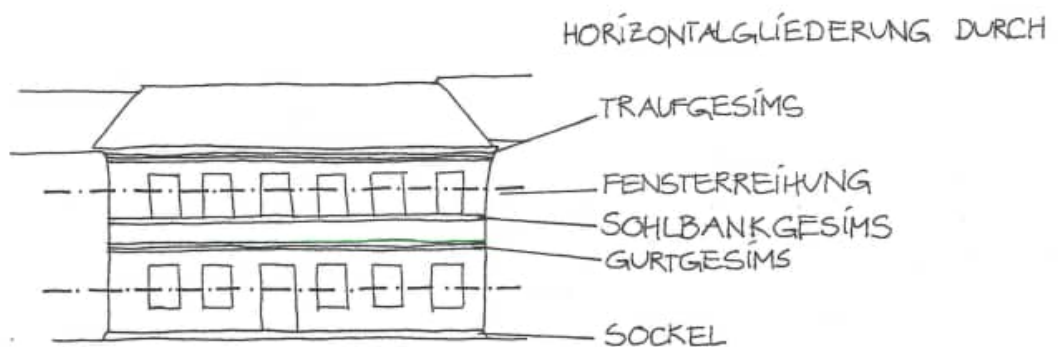 HORIZONTALGLIEDERUNG DURCH
TRAUFGESIMS
FENSTERREIHUNG
SOHLBANKGESIMS
GURTGESIMS
SOCKEL